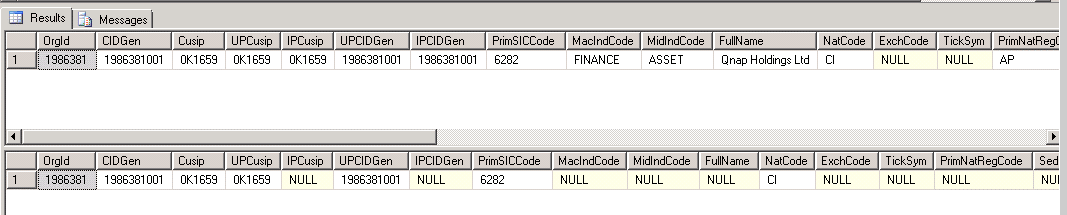 Results Messages
OrgId CIDGen Cusip UPCusip IPCusip UPCIDGen IPCIDGen PrimSICCode MacIndCode MidIndCode FullName NatCode ExchCode TickSym PrimNatRegC
1 1986381 1986381001 0K1659 0K1659 0K1659 1986381001 1986381001 6282 FINANCE ASSET Qnap Holdings Ltd CI NULL NULL AP
OrgId CIDGen Cusip UPCusip IPCusip UPCIDGen IPCIDGen PrimSICCode MacIndCode MidIndCode FullName NatCode ExchCode TickSym PrimNatRegCode Sed
1 1986381 1986381001 0K1659 0K1659 NULL 1986381001 NULL 6282 NULL NULL NULL CI NULL NULL NULL NUL